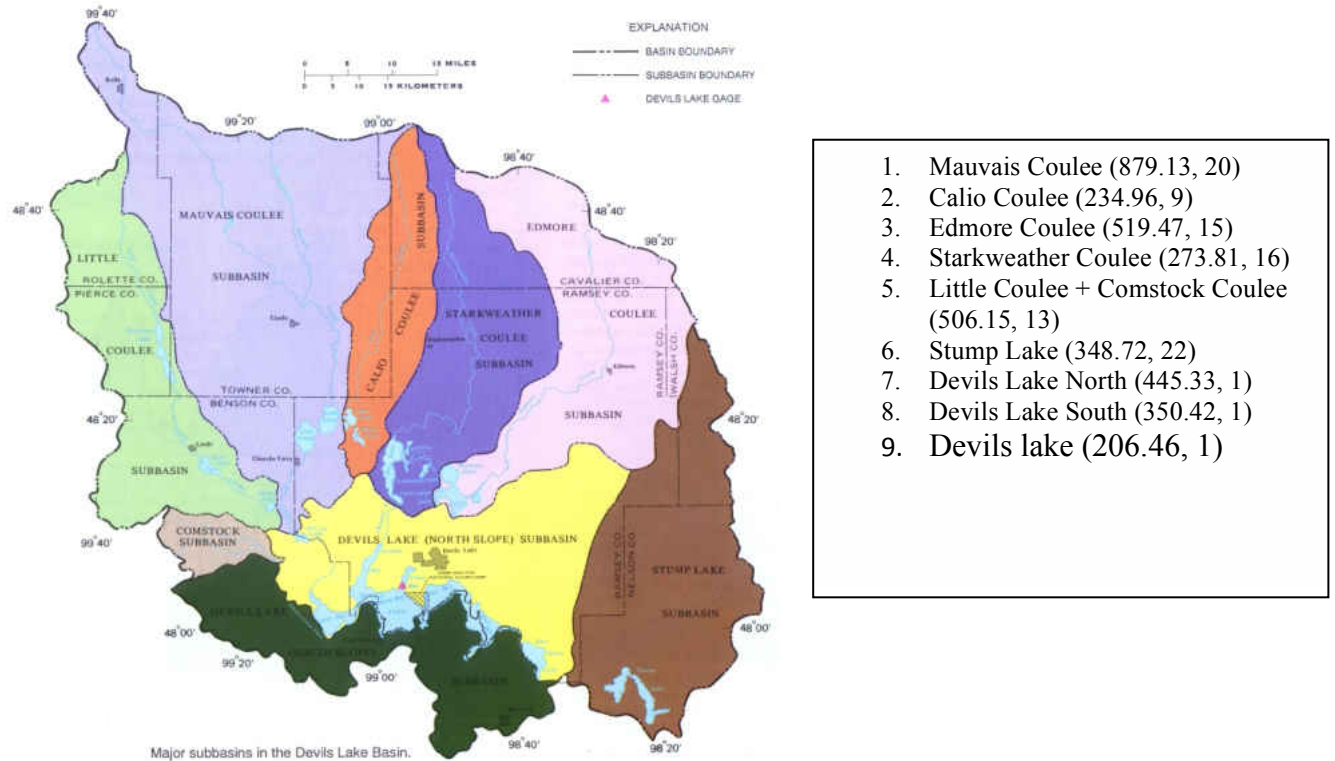 99°40'
EXPLANATION
BASIN BOUNDARY
SUBBASIN BOUNDARY
DEVILS LAKE GAGE
0 5 10 15 MILES
0 5 10 15 KILOMETERS
99°20'
99°00'
98°40'
48°40'
48°40'
98°20'
MAUVAIS COULEE
SUBBASIN
LITTLE
COULEE
SUBBASIN
ROLETTE CO.
PIERCE CO.
TOWNER CO.
BENSON CO.
CALIO
COULEE
SUBBASIN
STARKWEATHER
COULEE
SUBBASIN
EDMORE
COULEE
SUBBASIN
CAVALIER CO.
RAMSEY CO.
RAMSEY CO.
WALSH CO.
48°20'
48°20'
COMSTOCK
SUBBASIN
99°40'
DEVILS LAKE (NORTH SLOPE) SUBBASIN
Devils Lake
RAMSEY CO.
NELSON CO.
STUMP LAKE
SUBBASIN
DEVILS LAKE
SUBBASIN
48°00'
48°00'
99°20'
99°00'
98°40'
98°20'
Major subbasins in the Devils Lake Basin.
1. Mauvais Coulee (879.13, 20)
2. Calio Coulee (234.96, 9)
3. Edmore Coulee (519.47, 15)
4. Starkweather Coulee (273.81, 16)
5. Little Coulee + Comstock Coulee
(506.15, 13)
6. Stump Lake (348.72, 22)
7. Devils Lake North (445.33, 1)
8. Devils Lake South (350.42, 1)
9. Devils lake (206.46, 1)